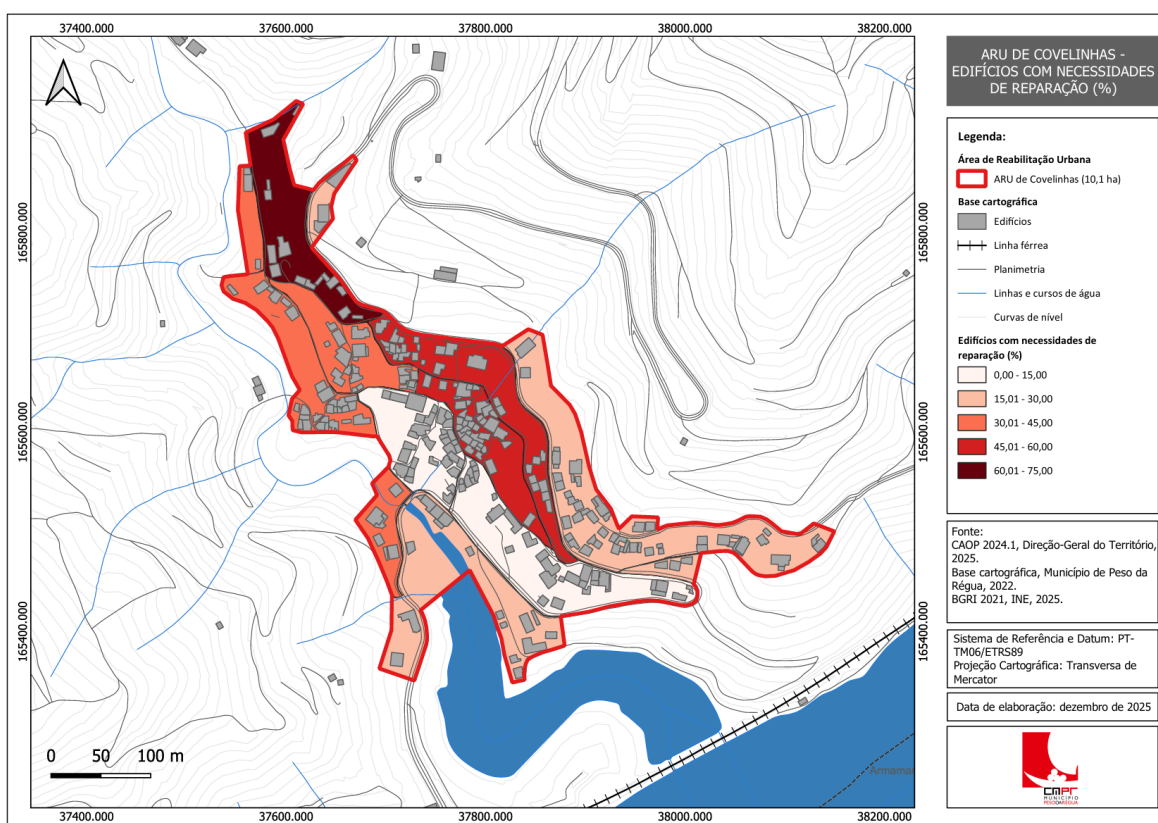 37400.000 37600.000 37800.000 38000.000 38200.000
ARU DE COVELINHAS -
EDIFÍCIOS COM NECESSIDADES
DE REPARAÇÃO (%)
Legenda:
Área de Reabilitação Urbana
ARU de Covelinhas (10,1 ha)
Base cartográfica
Edifícios
Linha férrea
Planimetria
Linhas e cursos de água
Curvas de nível
Edifícios com necessidades de
reparação (%)
0,00 - 15,00
15,01 - 30,00
30,01 - 45,00
45,01 - 60,00
60,01 - 75,00
165800.000 165800.000
165600.000 165600.000
165400.000 165400.000
Fonte:
CAOP 2024.1, Direção-Geral do Território,
2025.
Base cartográfica, Município de Peso da
Régua, 2022.
BGRI 2021, INE, 2025.
Sistema de Referência e Datum: PT-
TM06/ETRS89
Projeção Cartográfica: Transversa de
Mercator
Data de elaboração: dezembro de 2025
0 50 100 m
CMPR
MUNICÍPIO
PESO DA RÉGUA
37400.000 37600.000 37800.000 38000.000 38200.000